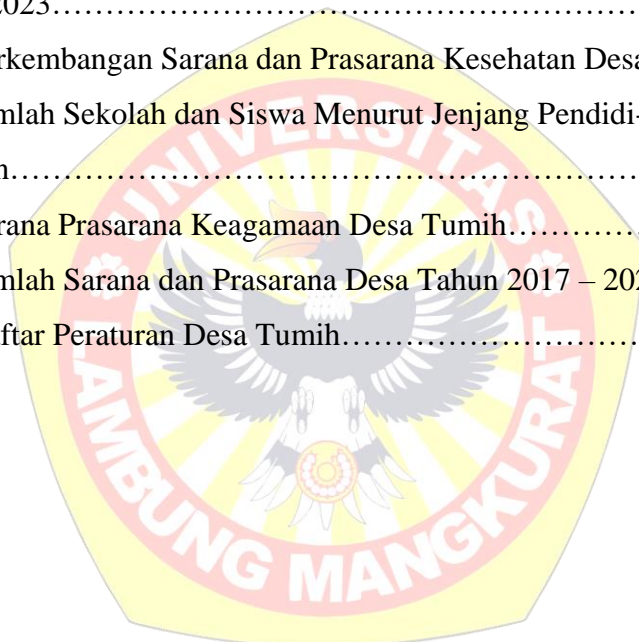 2023……………………………………………………
rkembangan Sarana dan Prasarana Kesehatan Desa
mlah Sekolah dan Siswa Menurut Jenjang Pendidi-
n……………………………………………………
rana Prasarana Keagamaan Desa Tumih……………
mlah Sarana dan Prasarana Desa Tahun 2017 – 202
ftar Peraturan Desa Tumih…………………………
UNIVERSITAS
LAMBUNG MANGKURAT